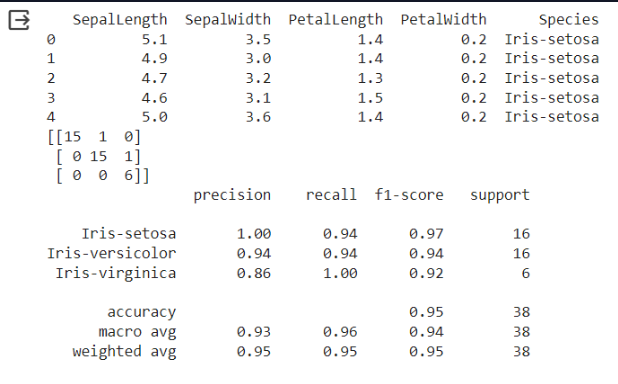 SepalLength SepalWidth PetalLength PetalWidth Species
0 5.1 3.5 1.4 0.2 Iris-setosa
1 4.9 3.0 1.4 0.2 Iris-setosa
2 4.7 3.2 1.3 0.2 Iris-setosa
3 4.6 3.1 1.5 0.2 Iris-setosa
4 5.0 3.6 1.4 0.2 Iris-setosa
[[15 1 0]
[ 0 15 1]
[ 0 0 6]]
precision recall f1-score support
Iris-setosa 1.00 0.94 0.97 16
Iris-versicolor 0.94 0.94 0.94 16
Iris-virginica 0.86 1.00 0.92 6
accuracy 0.95 38
macro avg 0.93 0.96 0.94 38
weighted avg 0.95 0.95 0.95 38